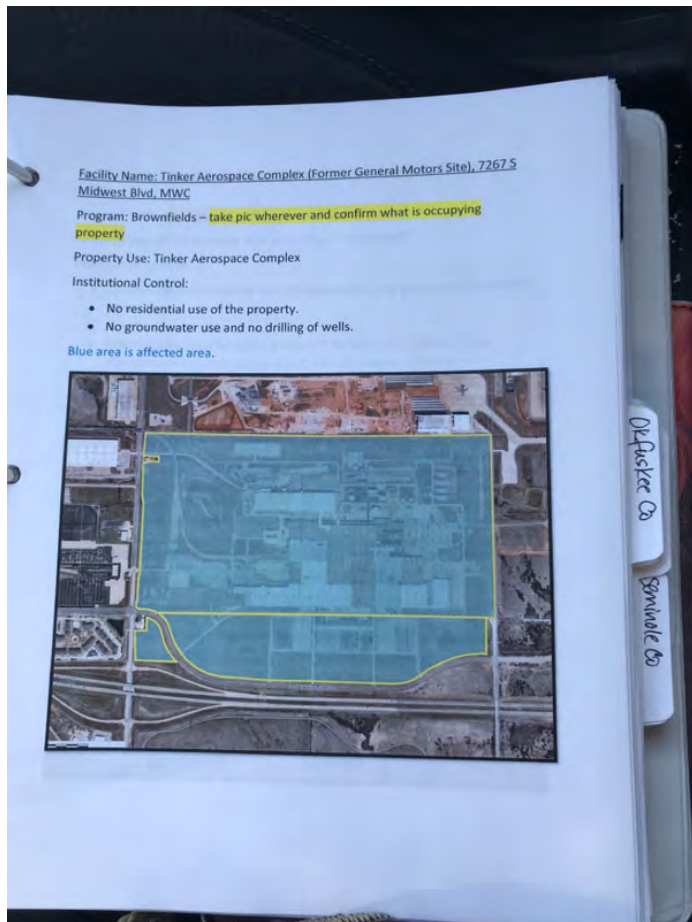 Facility Name: Tinker Aerospace Complex (Former General Motors Site), 7267 S
Midwest Blvd, MWC
Program: Brownfields – take pic wherever and confirm what is occupying
property
Property Use: Tinker Aerospace Complex
Institutional Control:
• No residential use of the property.
• No groundwater use and no drilling of wells.
Blue area is affected area.
Okfuskee Co
Seminole Co